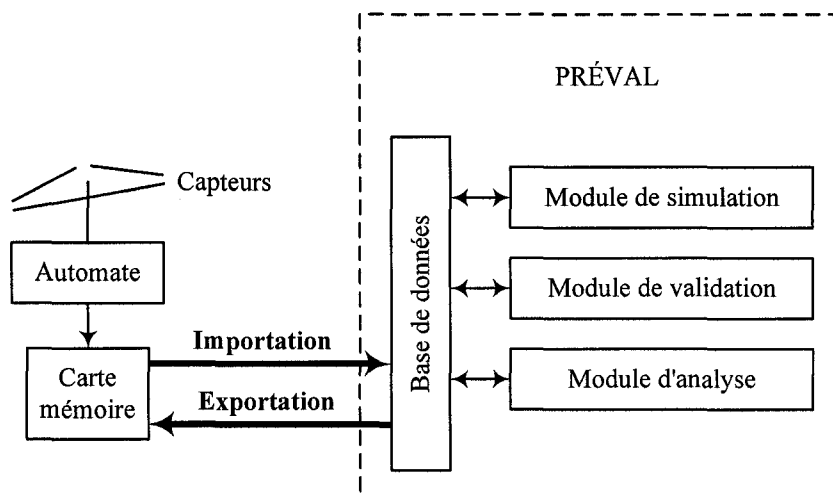 PRÉVAL
Capteurs
Automate
Carte
mémoire
Importation
Exportation
Base de données
Module de simulation
Module de validation
Module d'analyse